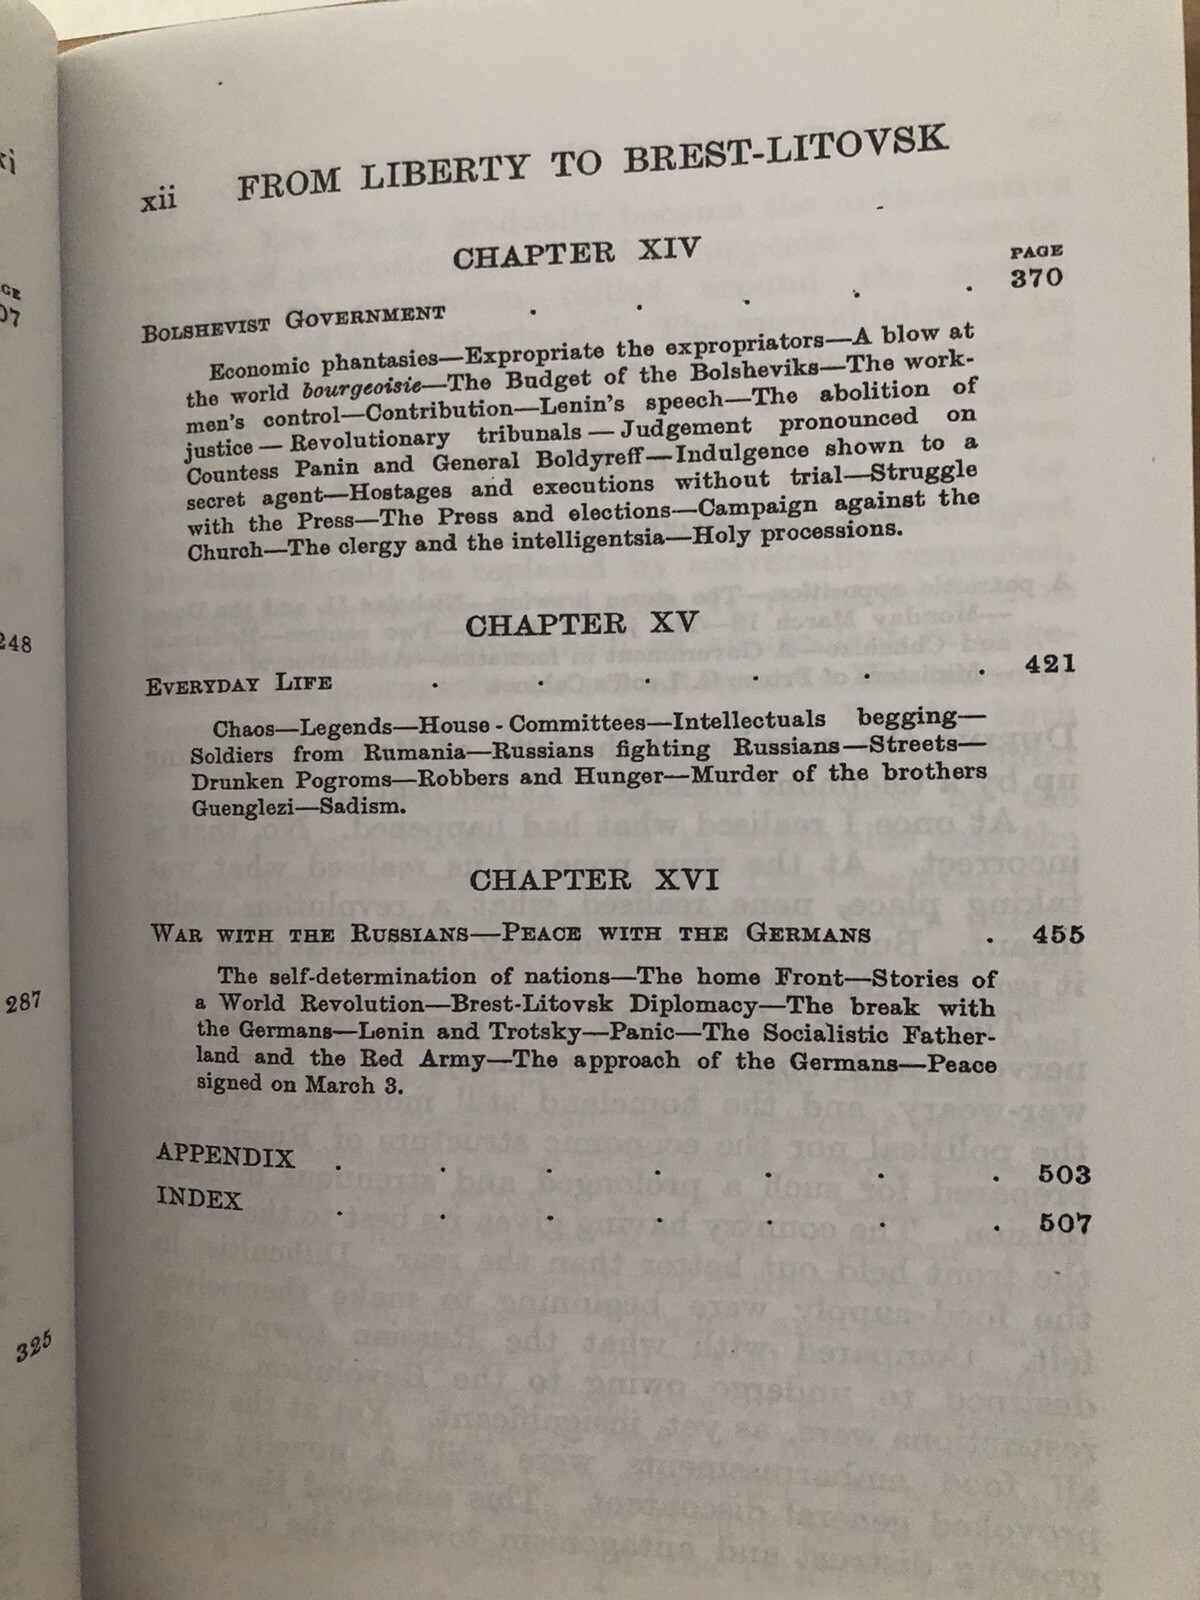 xii FROM LIBERTY TO BREST-LITOVSK
CHAPTER XIV
PAGE
BOLSHEVIST GOVERNMENT . . . . . 370
Economic phantasies—Expropriate the expropriators—A blow at
the world bourgeoisie—The Budget of the Bolsheviks—The work-
men's control—Contribution—Lenin's speech—The abolition of
justice — Revolutionary tribunals — Judgement pronounced on
Countess Panin and General Boldyreff—Indulgence shown to a
secret agent—Hostages and executions without trial—Struggle
with the Press—The Press and elections—Campaign against the
Church—The clergy and the intelligentsia—Holy processions.
CHAPTER XV
EVERYDAY LIFE . . . . . . 421
Chaos—Legends—House-Committees—Intellectuals begging—
Soldiers from Rumania—Russians fighting Russians—Streets—
Drunken Pogroms—Robbers and Hunger—Murder of the brothers
Guenglezi—Sadism.
CHAPTER XVI
WAR WITH THE RUSSIANS—PEACE WITH THE GERMANS . 455
The self-determination of nations—The home Front—Stories of
a World Revolution—Brest-Litovsk Diplomacy—The break with
the Germans—Lenin and Trotsky—Panic—The Socialistic Father-
land and the Red Army—The approach of the Germans—Peace
signed on March 3.
APPENDIX . . . . . . . 503
INDEX . . . . . . . 507
248
287
325